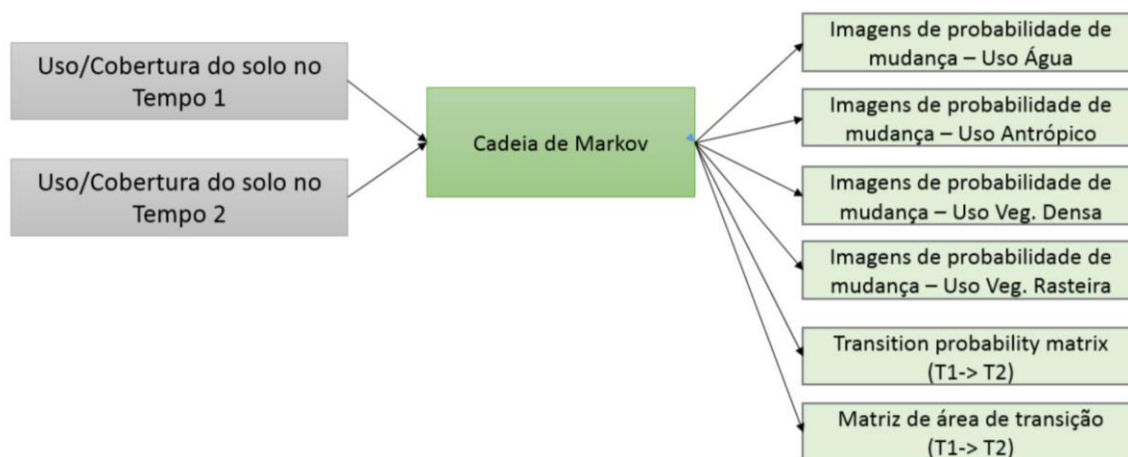 Uso/Cobertura do solo no
Tempo 1
Uso/Cobertura do solo no
Tempo 2
Cadeia de Markov
Imagens de probabilidade de
mudança – Uso Água
Imagens de probabilidade de
mudança – Uso Antrópico
Imagens de probabilidade de
mudança – Uso Veg. Densa
Imagens de probabilidade de
mudança – Uso Veg. Rasteira
Transition probability matrix
(T1-> T2)
Matriz de área de transição
(T1-> T2)